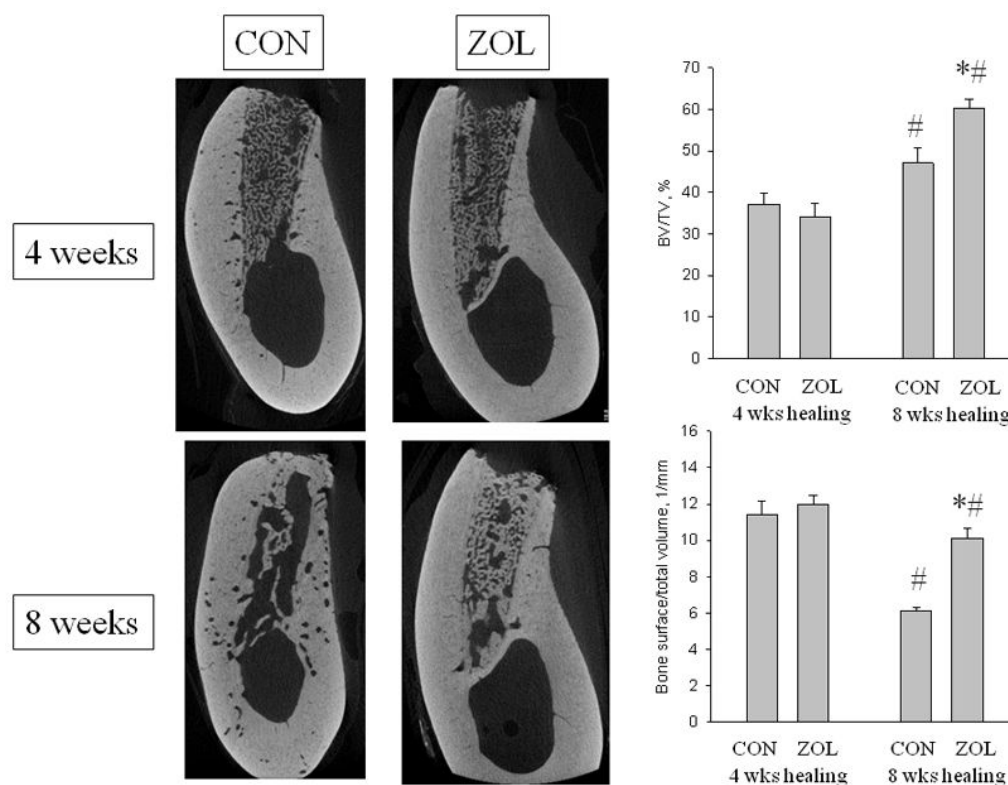 CON
ZOL
4 weeks
8 weeks
BV/TV, %
70
60
50
40
30
20
10
0
#
*#
CON ZOL CON ZOL
4 wks healing 8 wks healing
Bone surface/total volume, 1/mm
16
14
12
10
8
6
4
2
0
#
*#
CON ZOL CON ZOL
4 wks healing 8 wks healing